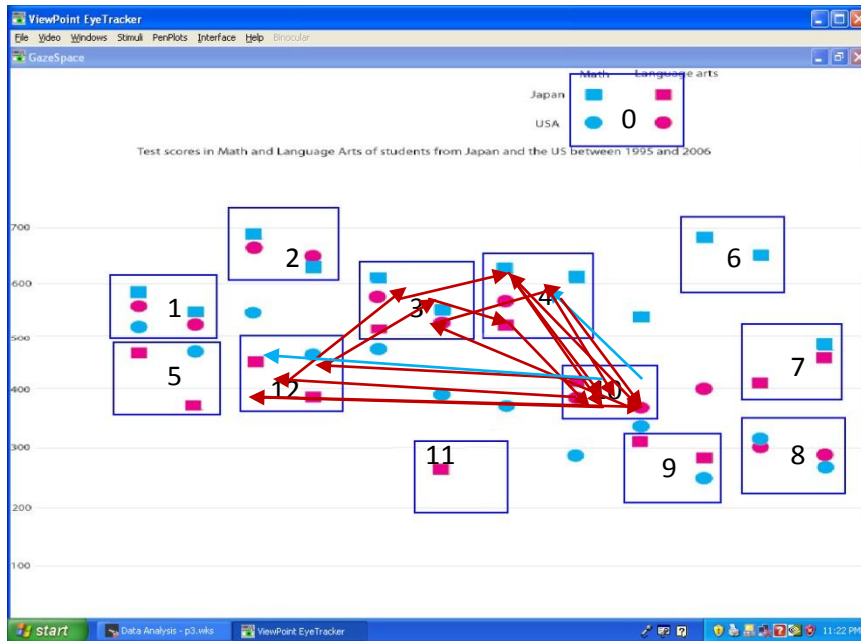 ViewPoint EyeTracker
File Video Windows Stimuli PenPlots Interface Help Binocular
GazeSpace
Math Language arts
Japan
USA
0
Test scores in Math and Language Arts of students from Japan and the US between 1995 and 2006
700
2
6
600
1
3
4
500
5
7
400
12
10
300
11
9
8
200
100
start Data Analysis - p3.wks ViewPoint EyeTracker 11:22 PM